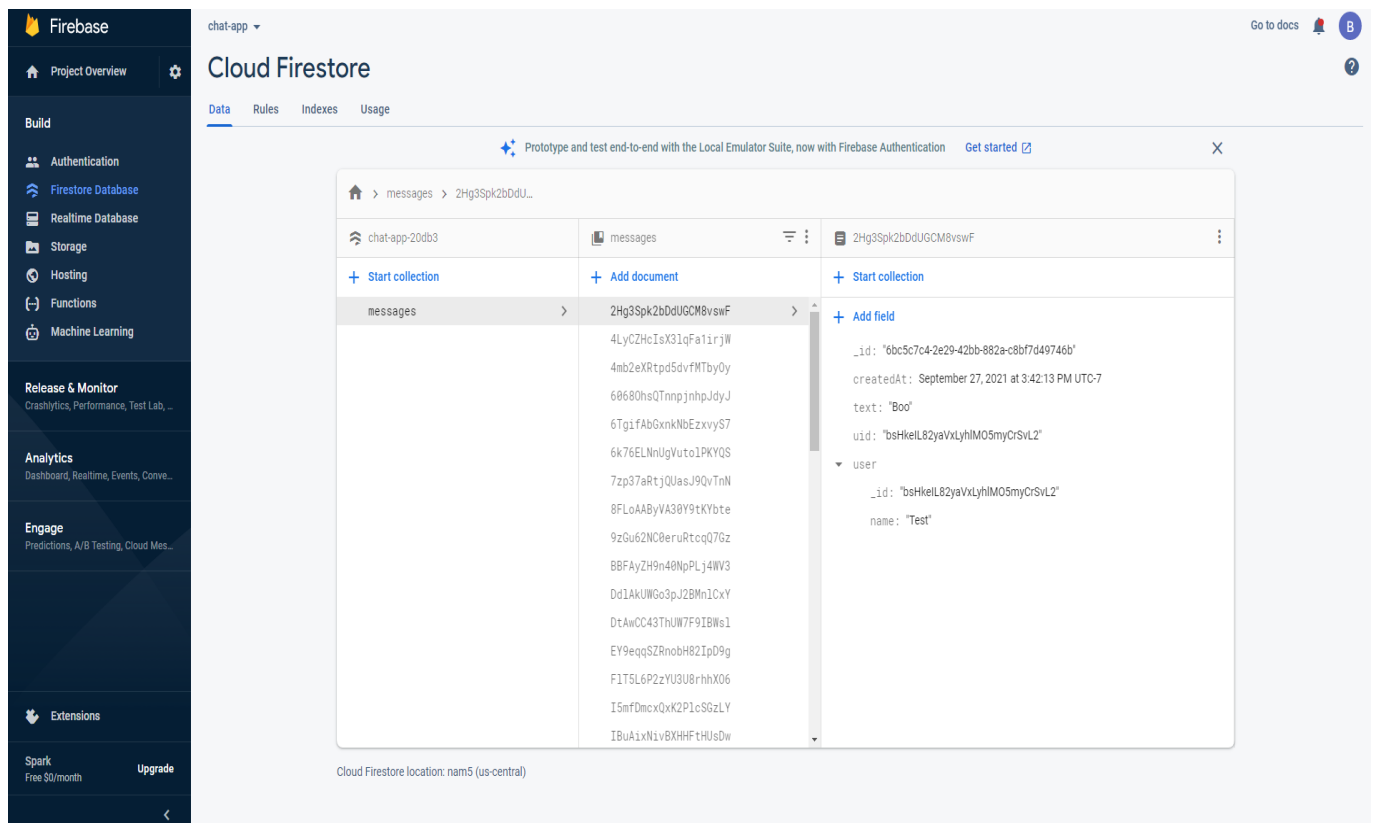 Firebase
Project Overview
Build
Authentication
Firestore Database
Realtime Database
Storage
Hosting
Functions
Machine Learning
Release & Monitor
Crashlytics, Performance, Test Lab, ...
Analytics
Dashboard, Realtime, Events, Conve...
Engage
Predictions, A/B Testing, Cloud Mes...
Extensions
Spark
Free $0/month
Upgrade
chat-app
Go to docs
B
Cloud Firestore
?
Data Rules Indexes Usage
Prototype and test end-to-end with the Local Emulator Suite, now with Firebase Authentication Get started
> messages > 2Hg3Spk2bDdU...
chat-app-20db3
+ Start collection
messages
messages
+ Add document
2Hg3Spk2bDdUGCM8vswF
4LyCZHcIsX3lqFa1irjW
4mb2eXRtpd5dvfMTbyOy
6068OhsQTnnpjnhpJdyJ
6TgifAbGxnkNbEzxvyS7
6k76ELNnUgVutolPKYQS
7zp37aRtjQUasJ9QvTnN
8FLoAAByVA30Y9tKYbte
9zGu62NC0eruRtcqQ7Gz
BBFAyZH9n40NpPLj4WV3
DdlAkUWGo3pJ2BMnlCxY
DtAwCC43ThUW7F9IBWsl
EY9eqqSZRnobH82IpD9g
FlT5L6P2zYU3U8rhhXO6
I5mfDmcxQxK2PlcSGzLY
IBuAixNivBXHHFtHUsDw
2Hg3Spk2bDdUGCM8vswF
+ Start collection
+ Add field
_id: "6bc5c7c4-2e29-42bb-882a-c8bf7d49746b"
createdAt: September 27, 2021 at 3:42:13 PM UTC-7
text: "Boo"
uid: "bsHkeIL82yaVxLyhlMO5myCrSvL2"
user
_id: "bsHkeIL82yaVxLyhlMO5myCrSvL2"
name: "Test"
Cloud Firestore location: nam5 (us-central)